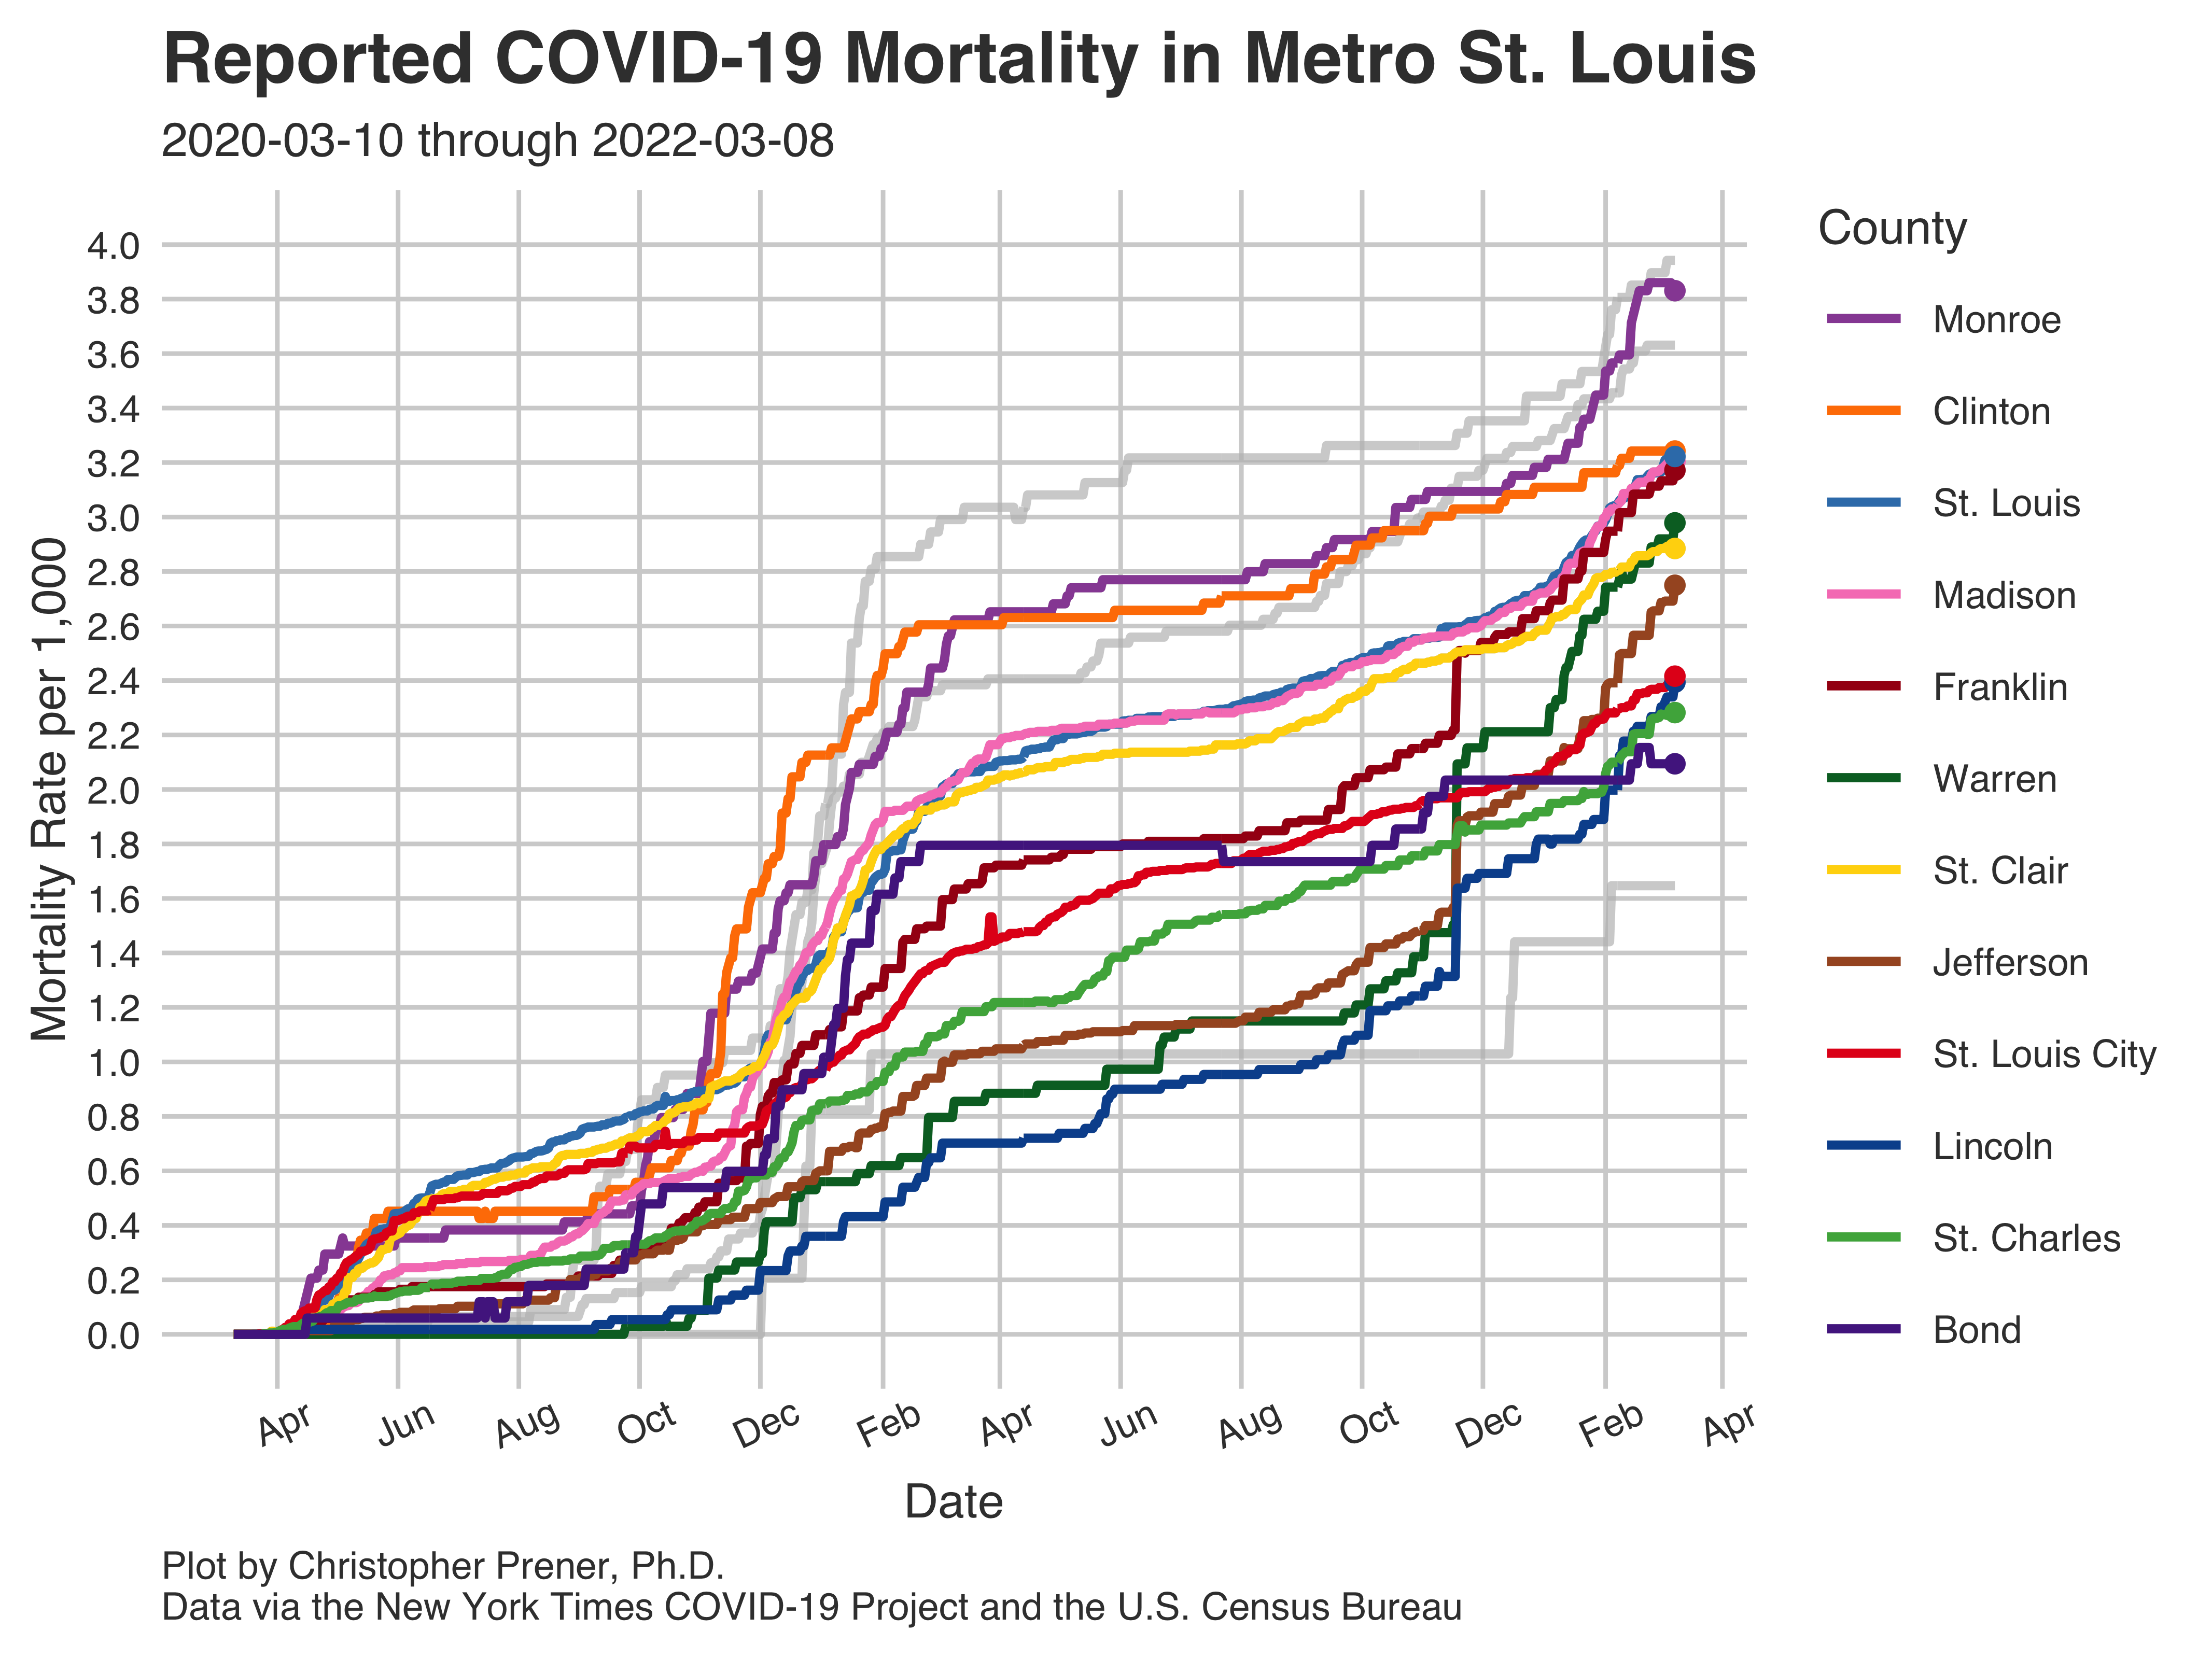 Reported COVID-19 Mortality in Metro St. Louis
2020-03-10 through 2022-03-08
Mortality Rate per 1,000
4.0
3.8
3.6
3.4
3.2
3.0
2.8
2.6
2.4
2.2
2.0
1.8
1.6
1.4
1.2
1.0
0.8
0.6
0.4
0.2
0.0
Apr Jun Aug Oct Dec Feb Apr Jun Aug Oct Dec Feb Apr
Date
County
Monroe
Clinton
St. Louis
Madison
Franklin
Warren
St. Clair
Jefferson
St. Louis City
Lincoln
St. Charles
Bond
Plot by Christopher Prener, Ph.D.
Data via the New York Times COVID-19 Project and the U.S. Census Bureau